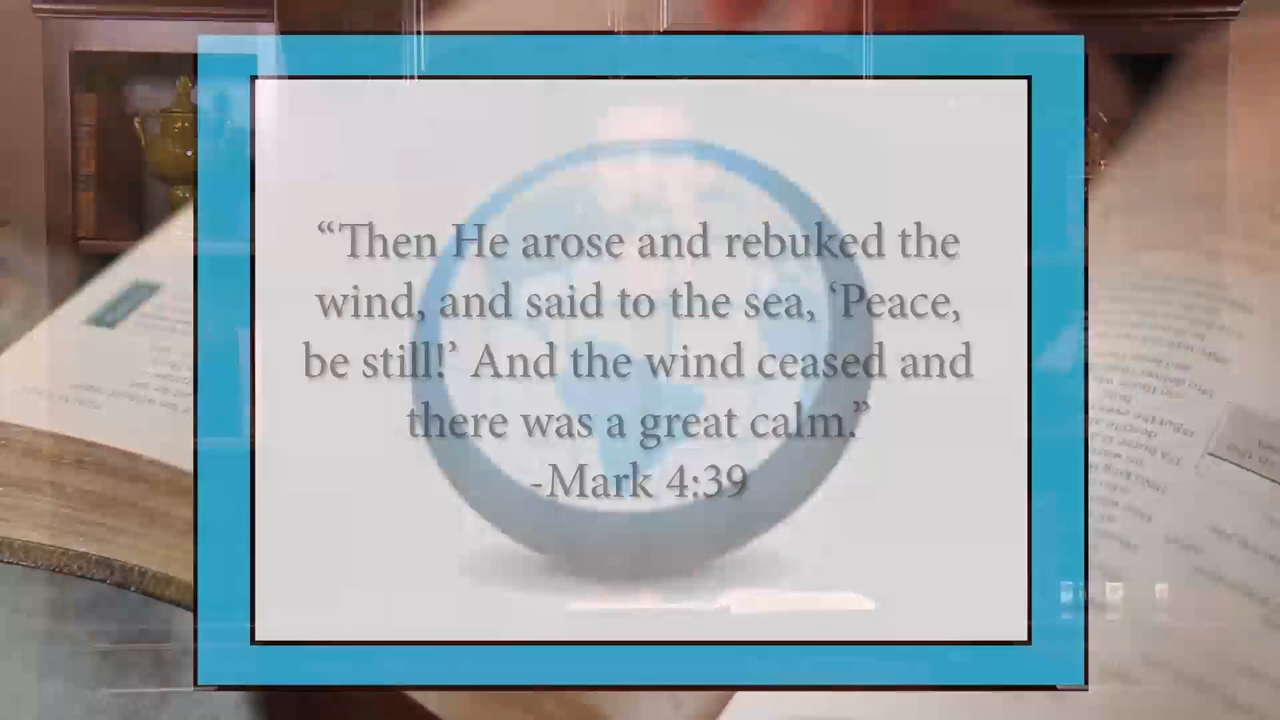 “Then He arose and rebuked the
wind, and said to the sea, ‘Peace,
be still!’ And the wind ceased and
there was a great calm.”
-Mark 4:39